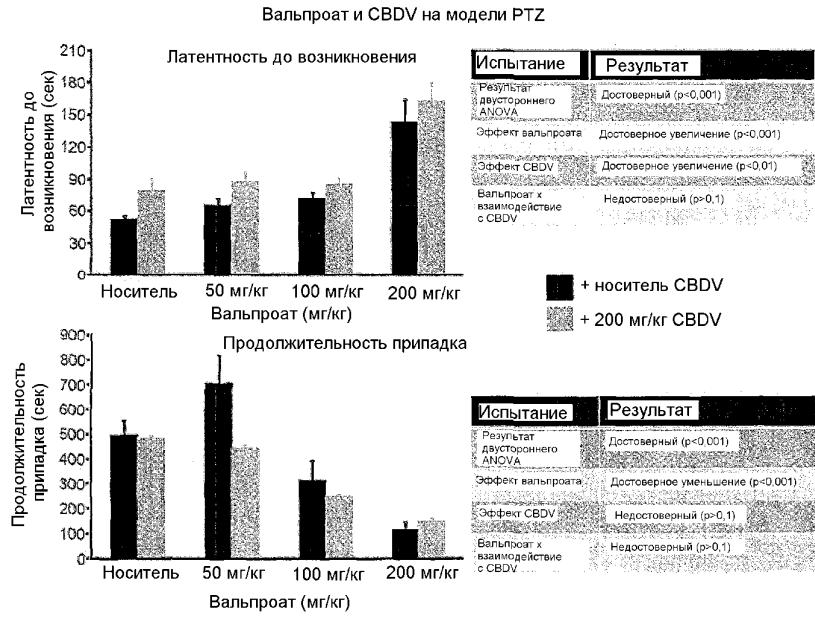 Вальпроат и CBDV на модели PTZ
Латентность до возникновения
Латентность до
возникновения (сек)
210
180
150
120
90
60
30
0
Носитель
50 мг/кг
100 мг/кг
200 мг/кг
Вальпроат (мг/кг)
Испытание
Результат
Результат
двустороннего
ANOVA
Достоверный (p<0,001)
Эффект вальпроата
Достоверное увеличение (p<0,001)
Эффект CBDV
Достоверное увеличение (p<0,01)
Вальпроат х
взаимодействие
с CBDV
Недостоверный (p>0,1)
+ носитель CBDV
+ 200 мг/кг CBDV
Продолжительность припадка
Продолжительность
припадка (сек)
900
800
700
600
500
400
300
200
100
0
Носитель
50 мг/кг
100 мг/кг
200 мг/кг
Вальпроат (мг/кг)
Испытание
Результат
Результат
двустороннего
ANOVA
Достоверный (p<0,001)
Эффект вальпроата
Достоверное уменьшение (p<0,001)
Эффект CBDV
Недостоверный (p>0,1)
Вальпроат х
взаимодействие
с CBDV
Недостоверный (p>0,1)